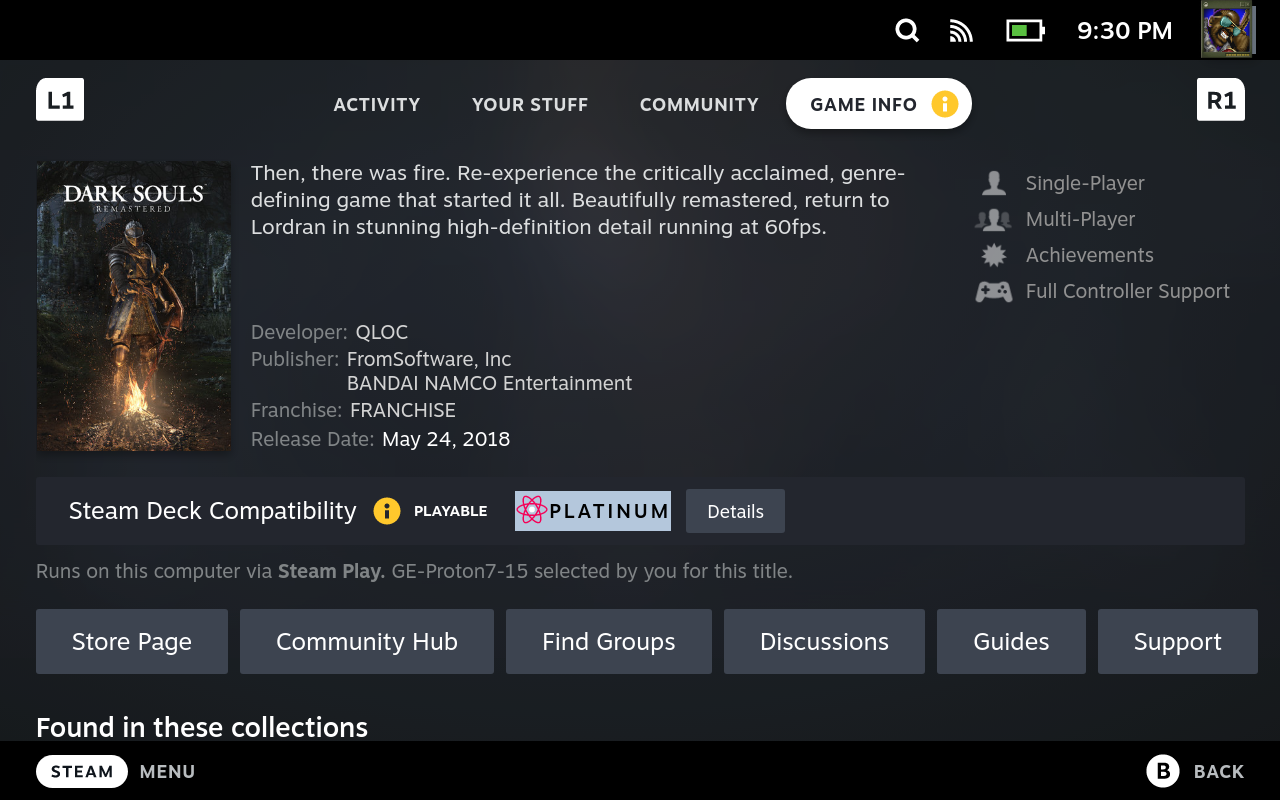 9:30 PM
L1
ACTIVITY
YOUR STUFF
COMMUNITY
GAME INFO
R1
DARK SOULS
REMASTERED
Then, there was fire. Re-experience the critically acclaimed, genre-
defining game that started it all. Beautifully remastered, return to
Lordran in stunning high-definition detail running at 60fps.
Single-Player
Multi-Player
Achievements
Full Controller Support
Developer: QLOC
Publisher: FromSoftware, Inc
BANDAI NAMCO Entertainment
Franchise: FRANCHISE
Release Date: May 24, 2018
Steam Deck Compatibility
PLAYABLE
PLATINUM
Details
Runs on this computer via Steam Play. GE-Proton7-15 selected by you for this title.
Store Page
Community Hub
Find Groups
Discussions
Guides
Support
Found in these collections
STEAM
MENU
B
BACK